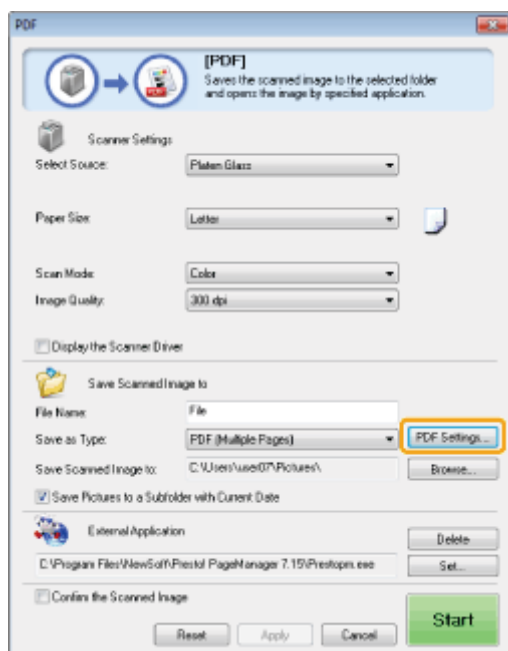 PDF
[PDF]
Saves the scanned image to the selected folder
and opens the image by specified application.
Scanner Settings
Select Source: Platen Glass
Paper Size: Letter
Scan Mode: Color
Image Quality: 300 dpi
Display the Scanner Driver
Save Scanned Image to
File Name: File
Save as Type: PDF (Multiple Pages) PDF Settings...
Save Scanned Image to: C:\Users\user07\Pictures\ Browse...
Save Pictures to a Subfolder with Current Date
External Application Delete
C:\Program Files\NewSoft\Presto! PageManager 7.15\Prestopm.exe Set...
Confirm the Scanned Image
Start
Reset Apply Cancel